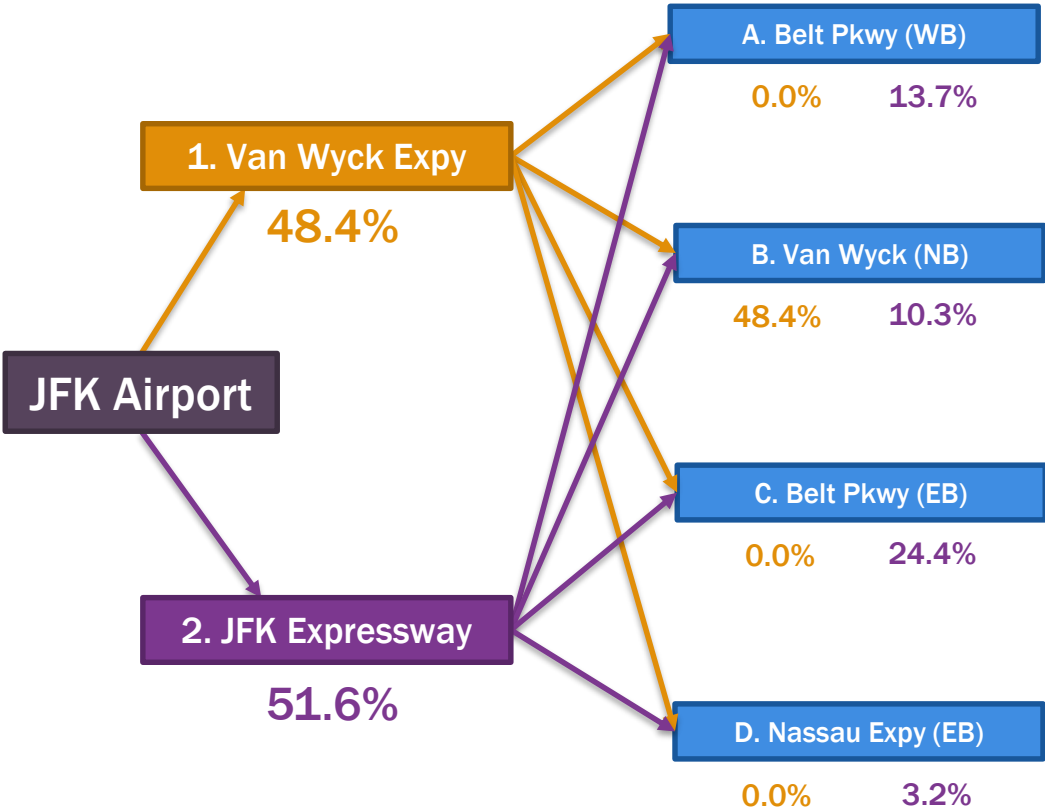 A. Belt Pkwy (WB)
0.0% 13.7%
1. Van Wyck Expy
48.4%
B. Van Wyck (NB)
48.4% 10.3%
JFK Airport
C. Belt Pkwy (EB)
0.0% 24.4%
2. JFK Expressway
51.6%
D. Nassau Expy (EB)
0.0% 3.2%